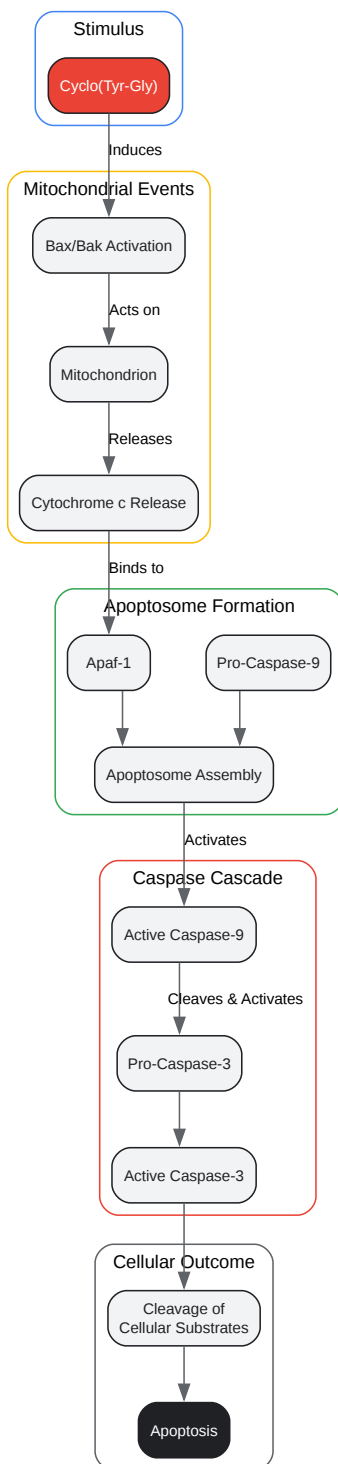 Stimulus
Cyclo(Tyr-Gly)
Induces
Mitochondrial Events
Bax/Bak Activation
Acts on
Mitochondrion
Releases
Cytochrome c Release
Binds to
Apoptosome Formation
Apaf-1
Pro-Caspase-9
Apoptosome Assembly
Activates
Caspase Cascade
Active Caspase-9
Cleaves & Activates
Pro-Caspase-3
Active Caspase-3
Cellular Outcome
Cleavage of
Cellular Substrates
Apoptosis